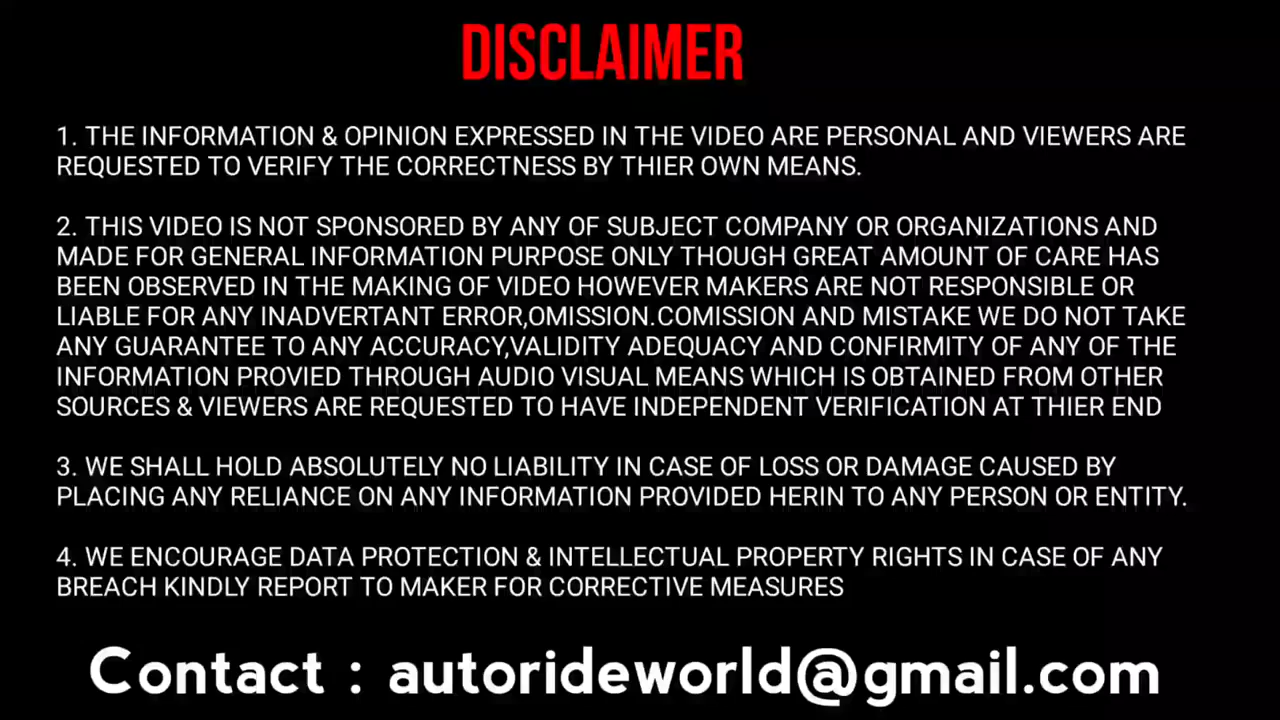 DISCLAIMER
1. THE INFORMATION & OPINION EXPRESSED IN THE VIDEO ARE PERSONAL AND VIEWERS ARE
REQUESTED TO VERIFY THE CORRECTNESS BY THIER OWN MEANS.
2. THIS VIDEO IS NOT SPONSORED BY ANY OF SUBJECT COMPANY OR ORGANIZATIONS AND
MADE FOR GENERAL INFORMATION PURPOSE ONLY THOUGH GREAT AMOUNT OF CARE HAS
BEEN OBSERVED IN THE MAKING OF VIDEO HOWEVER MAKERS ARE NOT RESPONSIBLE OR
LIABLE FOR ANY INADVERTANT ERROR,OMISSION.COMISSION AND MISTAKE WE DO NOT TAKE
ANY GUARANTEE TO ANY ACCURACY,VALIDITY ADEQUACY AND CONFIRMITY OF ANY OF THE
INFORMATION PROVIED THROUGH AUDIO VISUAL MEANS WHICH IS OBTAINED FROM OTHER
SOURCES & VIEWERS ARE REQUESTED TO HAVE INDEPENDENT VERIFICATION AT THIER END
3. WE SHALL HOLD ABSOLUTELY NO LIABILITY IN CASE OF LOSS OR DAMAGE CAUSED BY
PLACING ANY RELIANCE ON ANY INFORMATION PROVIDED HERIN TO ANY PERSON OR ENTITY.
4. WE ENCOURAGE DATA PROTECTION & INTELLECTUAL PROPERTY RIGHTS IN CASE OF ANY
BREACH KINDLY REPORT TO MAKER FOR CORRECTIVE MEASURES
Contact : autorideworld@gmail.com